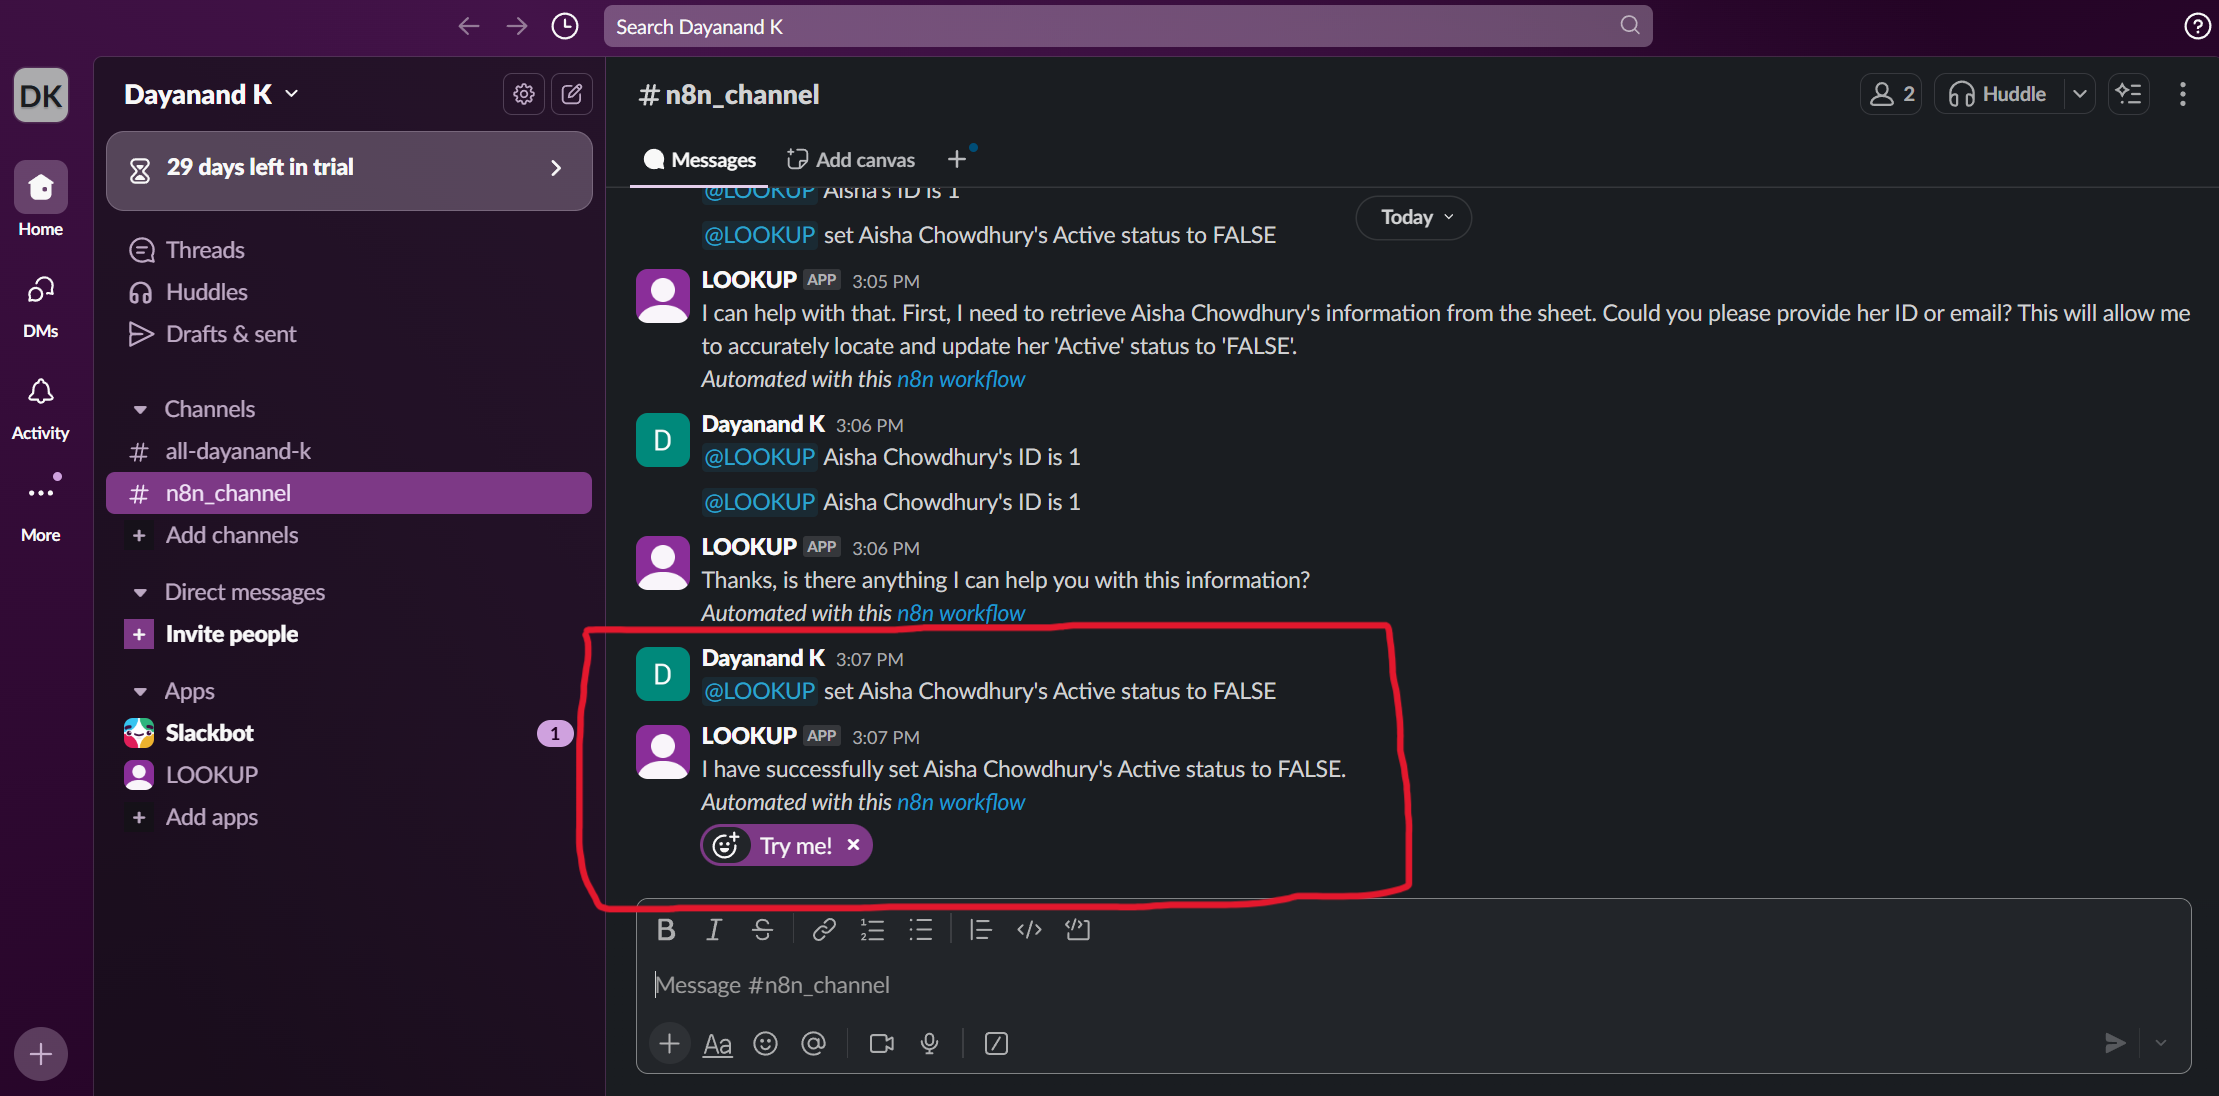 Search Dayanand K
DK
Home
DMs
Activity
More
Dayanand K
29 days left in trial
Threads
Huddles
Drafts & sent
Channels
# all-dayanand-k
# n8n_channel
+ Add channels
Direct messages
+ Invite people
Apps
Slackbot 1
LOOKUP
+ Add apps
# n8n_channel
2
Huddle
Messages
Add canvas
+
@LOOKUP Aisha's ID is 1
Today
@LOOKUP set Aisha Chowdhury's Active status to FALSE
LOOKUP APP 3:05 PM
I can help with that. First, I need to retrieve Aisha Chowdhury's information from the sheet. Could you please provide her ID or email? This will allow me
to accurately locate and update her 'Active' status to 'FALSE'.
Automated with this n8n workflow
D
Dayanand K 3:06 PM
@LOOKUP Aisha Chowdhury's ID is 1
@LOOKUP Aisha Chowdhury's ID is 1
LOOKUP APP 3:06 PM
Thanks, is there anything I can help you with this information?
Automated with this n8n workflow
D
Dayanand K 3:07 PM
@LOOKUP set Aisha Chowdhury's Active status to FALSE
LOOKUP APP 3:07 PM
I have successfully set Aisha Chowdhury's Active status to FALSE.
Automated with this n8n workflow
Try me!
B I S
Message #n8n_channel
Aa